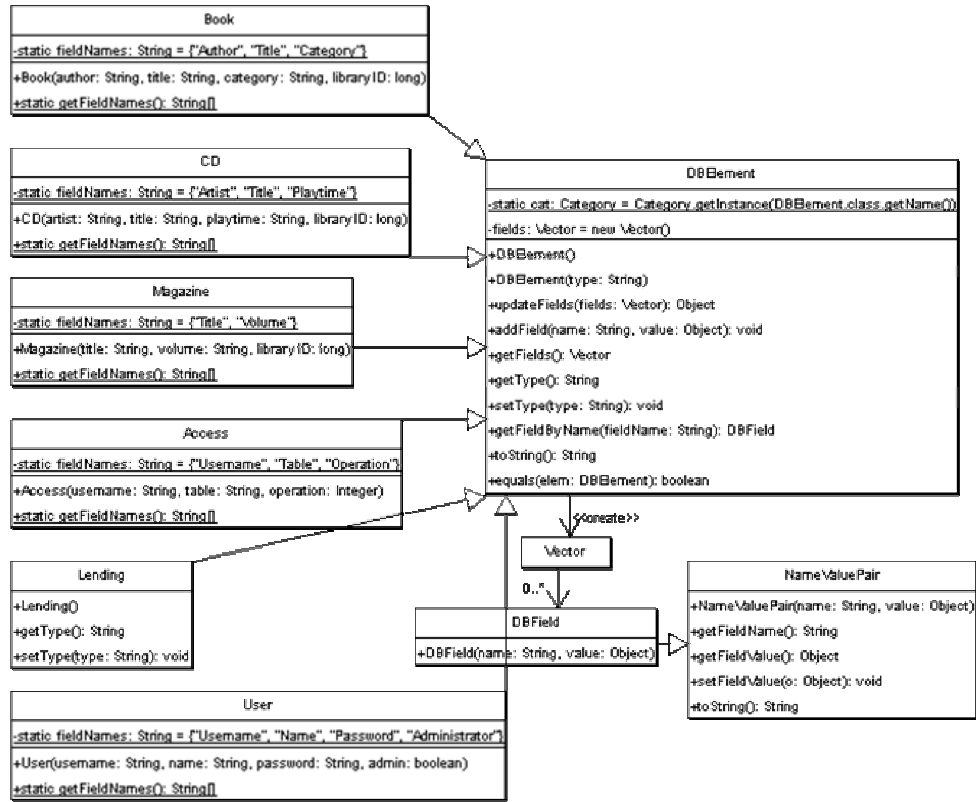 Book
-static fieldNames: String = {"Author", "Title", "Category"}
+Book(author: String, title: String, category: String, libraryID: long)
+static getFieldNames(): String[]
CD
-static fieldNames: String = {"Artist", "Title", "Playtime"}
+CD(artist: String, title: String, playtime: String, libraryID: long)
+static getFieldNames(): String[]
Magazine
-static fieldNames: String = {"Title", "Volume"}
+Magazine(title: String, volume: String, libraryID: long)
+static getFieldNames(): String[]
Access
-static fieldNames: String = {"Username", "Table", "Operation"}
+Access(username: String, table: String, operation: Integer)
+static getFieldNames(): String[]
Lending
+Lending()
+getType(): String
+setType(type: String): void
User
-static fieldNames: String = {"Username", "Name", "Password", "Administrator"}
+User(username: String, name: String, password: String, admin: boolean)
+static getFieldNames(): String[]
DBElement
-static cat: Category = Category.getInstance(DBElement.class.getName())
-fields: Vector = new Vector()
+DBElement()
+DBElement(type: String)
+updateFields(fields: Vector): Object
+addField(name: String, value: Object): void
+getFields(): Vector
+getType(): String
+setType(type: String): void
+getFieldByName(fieldName: String): DBField
+toString(): String
+equals(elem: DBElement): boolean
<<create>>
Vector
0..*
DBField
+DBField(name: String, value: Object)
NameValuePair
+NameValuePair(name: String, value: Object)
+getFieldName(): String
+getFieldValue(): Object
+setFieldValue(o: Object): void
+toString(): String